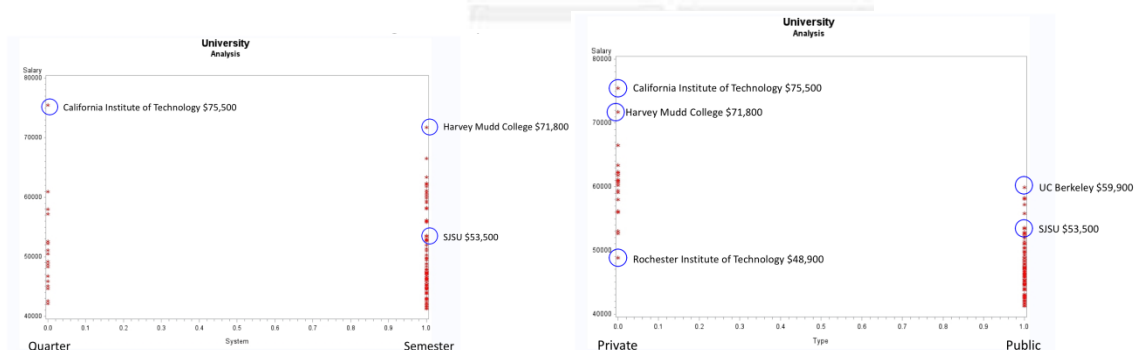 University
Analysis
Salary
80000
70000
60000
50000
40000
California Institute of Technology $75,500
Harvey Mudd College $71,800
SJSU $53,500
0.0 0.1 0.2 0.3 0.4 0.5 0.6 0.7 0.8 0.9 1.0
System
Quarter
Semester
University
Analysis
Salary
80000
70000
60000
50000
40000
California Institute of Technology $75,500
Harvey Mudd College $71,800
UC Berkeley $59,900
SJSU $53,500
Rochester Institute of Technology $48,900
0.0 0.1 0.2 0.3 0.4 0.5 0.6 0.7 0.8 0.9 1.0
Type
Private
Public